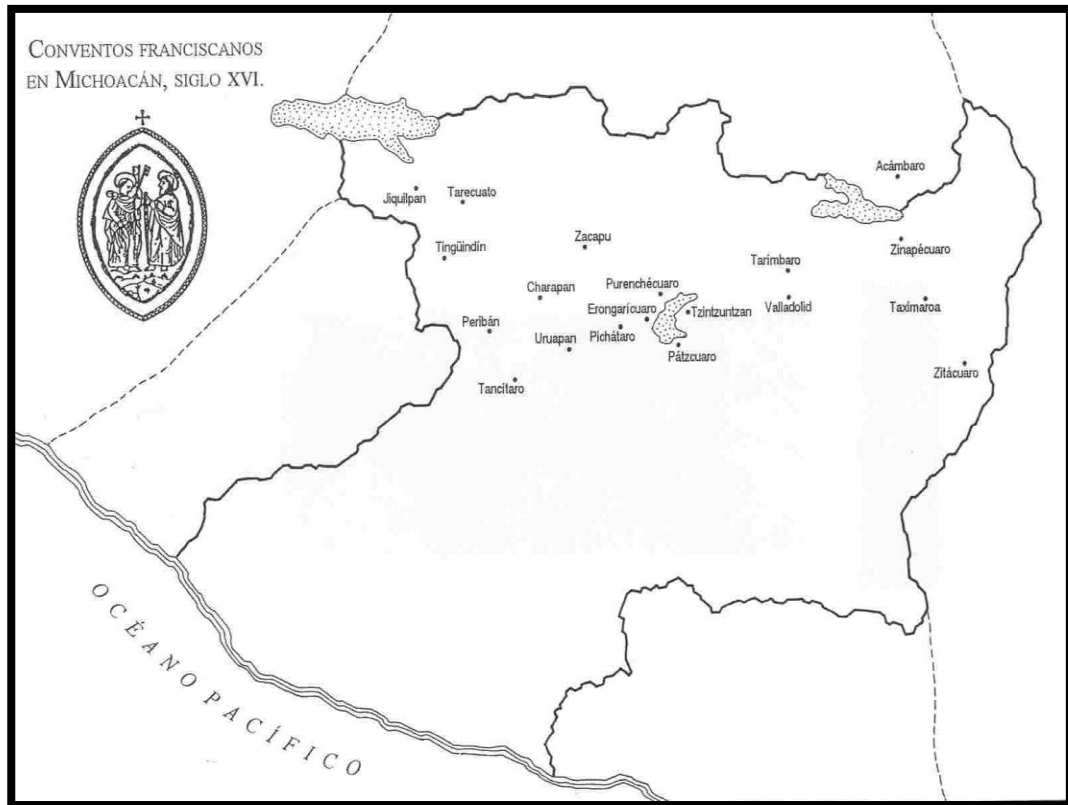 CONVENTOS FRANCISCANOS
EN MICHOACÁN, SIGLO XVI.
Acámbaro
Jiquilpan
Tarecuato
Zacapu
Zinapécuaro
Tingüindín
Tarímbaro
Charapan
Purenchécuaro
Erongarícuaro
Tzintzuntzan
Valladolid
Taximaroa
Peribán
Uruapan
Pichátaro
Pátzcuaro
Zitácuaro
Tancítaro
OCÉANO PACÍFICO